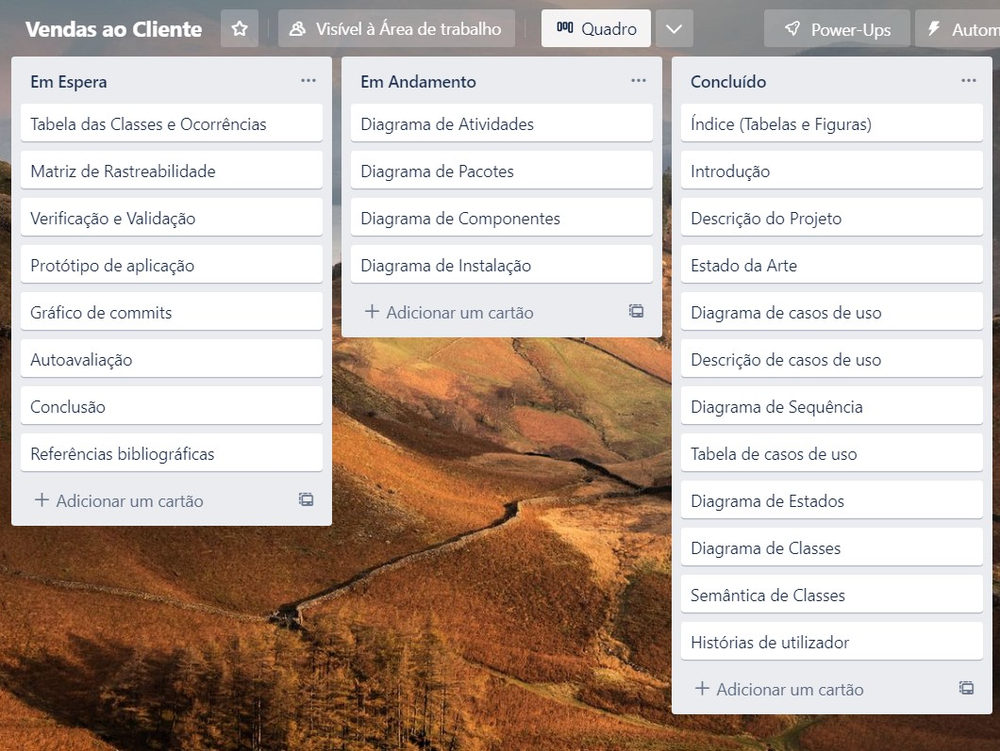 Vendas ao Cliente
Visível à Área de trabalho
Quadro
Power-Ups
Autom
Em Espera
Tabela das Classes e Ocorrências
Matriz de Rastreabilidade
Verificação e Validação
Protótipo de aplicação
Gráfico de commits
Autoavaliação
Conclusão
Referências bibliográficas
+ Adicionar um cartão
Em Andamento
Diagrama de Atividades
Diagrama de Pacotes
Diagrama de Componentes
Diagrama de Instalação
+ Adicionar um cartão
Concluído
Índice (Tabelas e Figuras)
Introdução
Descrição do Projeto
Estado da Arte
Diagrama de casos de uso
Descrição de casos de uso
Diagrama de Sequência
Tabela de casos de uso
Diagrama de Estados
Diagrama de Classes
Semântica de Classes
Histórias de utilizador
+ Adicionar um cartão